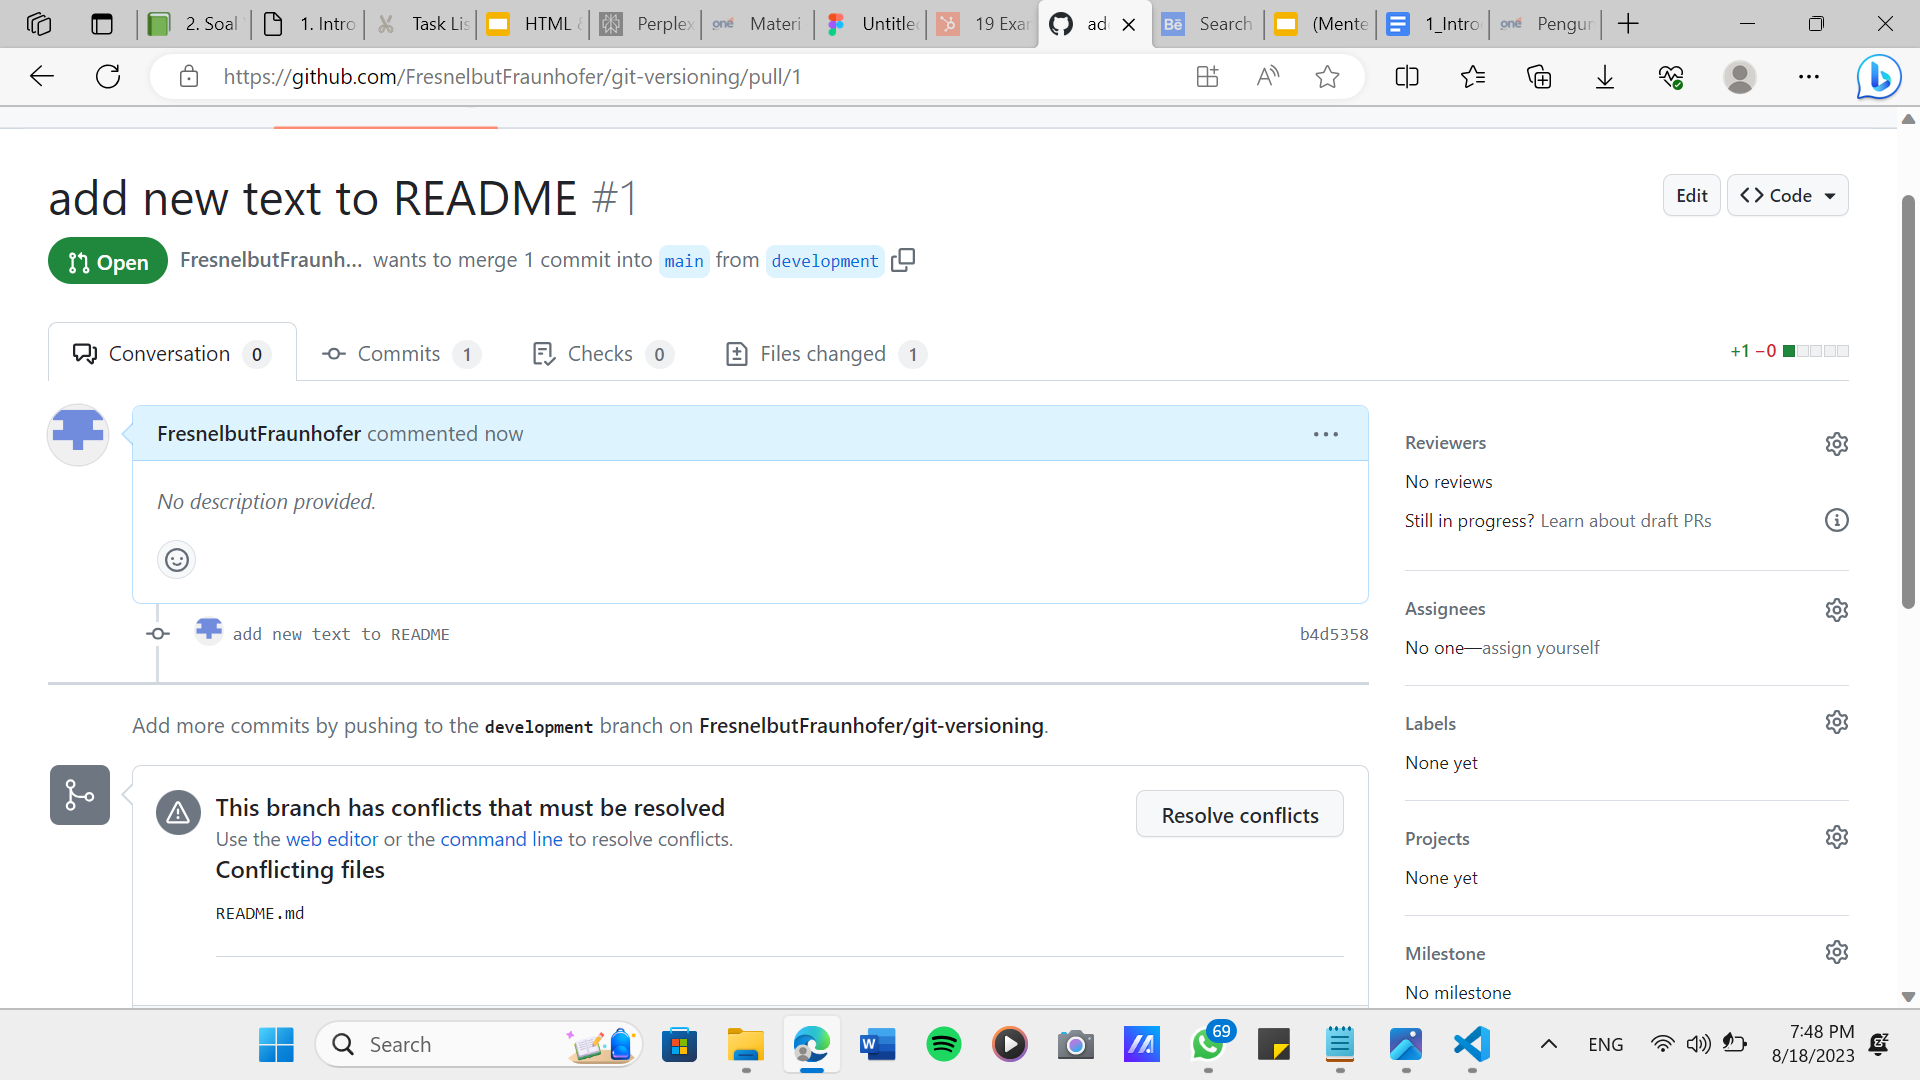 2. Soal
1. Intro
Task Lis
HTML &
Perplex
Materi
Untitled
19 Exar
add
Search
(Mente
1_Intro
Pengun
https://github.com/FresnelbutFraunhofer/git-versioning/pull/1
add new text to README #1
Edit
Code
Open
FresnelbutFraunh... wants to merge 1 commit into main from development
Conversation 0
Commits 1
Checks 0
Files changed 1
+1 −0
FresnelbutFraunhofer commented now
No description provided.
add new text to README
b4d5358
Add more commits by pushing to the development branch on FresnelbutFraunhofer/git-versioning.
This branch has conflicts that must be resolved
Use the web editor or the command line to resolve conflicts.
Resolve conflicts
Conflicting files
README.md
Reviewers
No reviews
Still in progress? Learn about draft PRs
Assignees
No one—assign yourself
Labels
None yet
Projects
None yet
Milestone
No milestone
Search
69
ENG
7:48 PM
8/18/2023